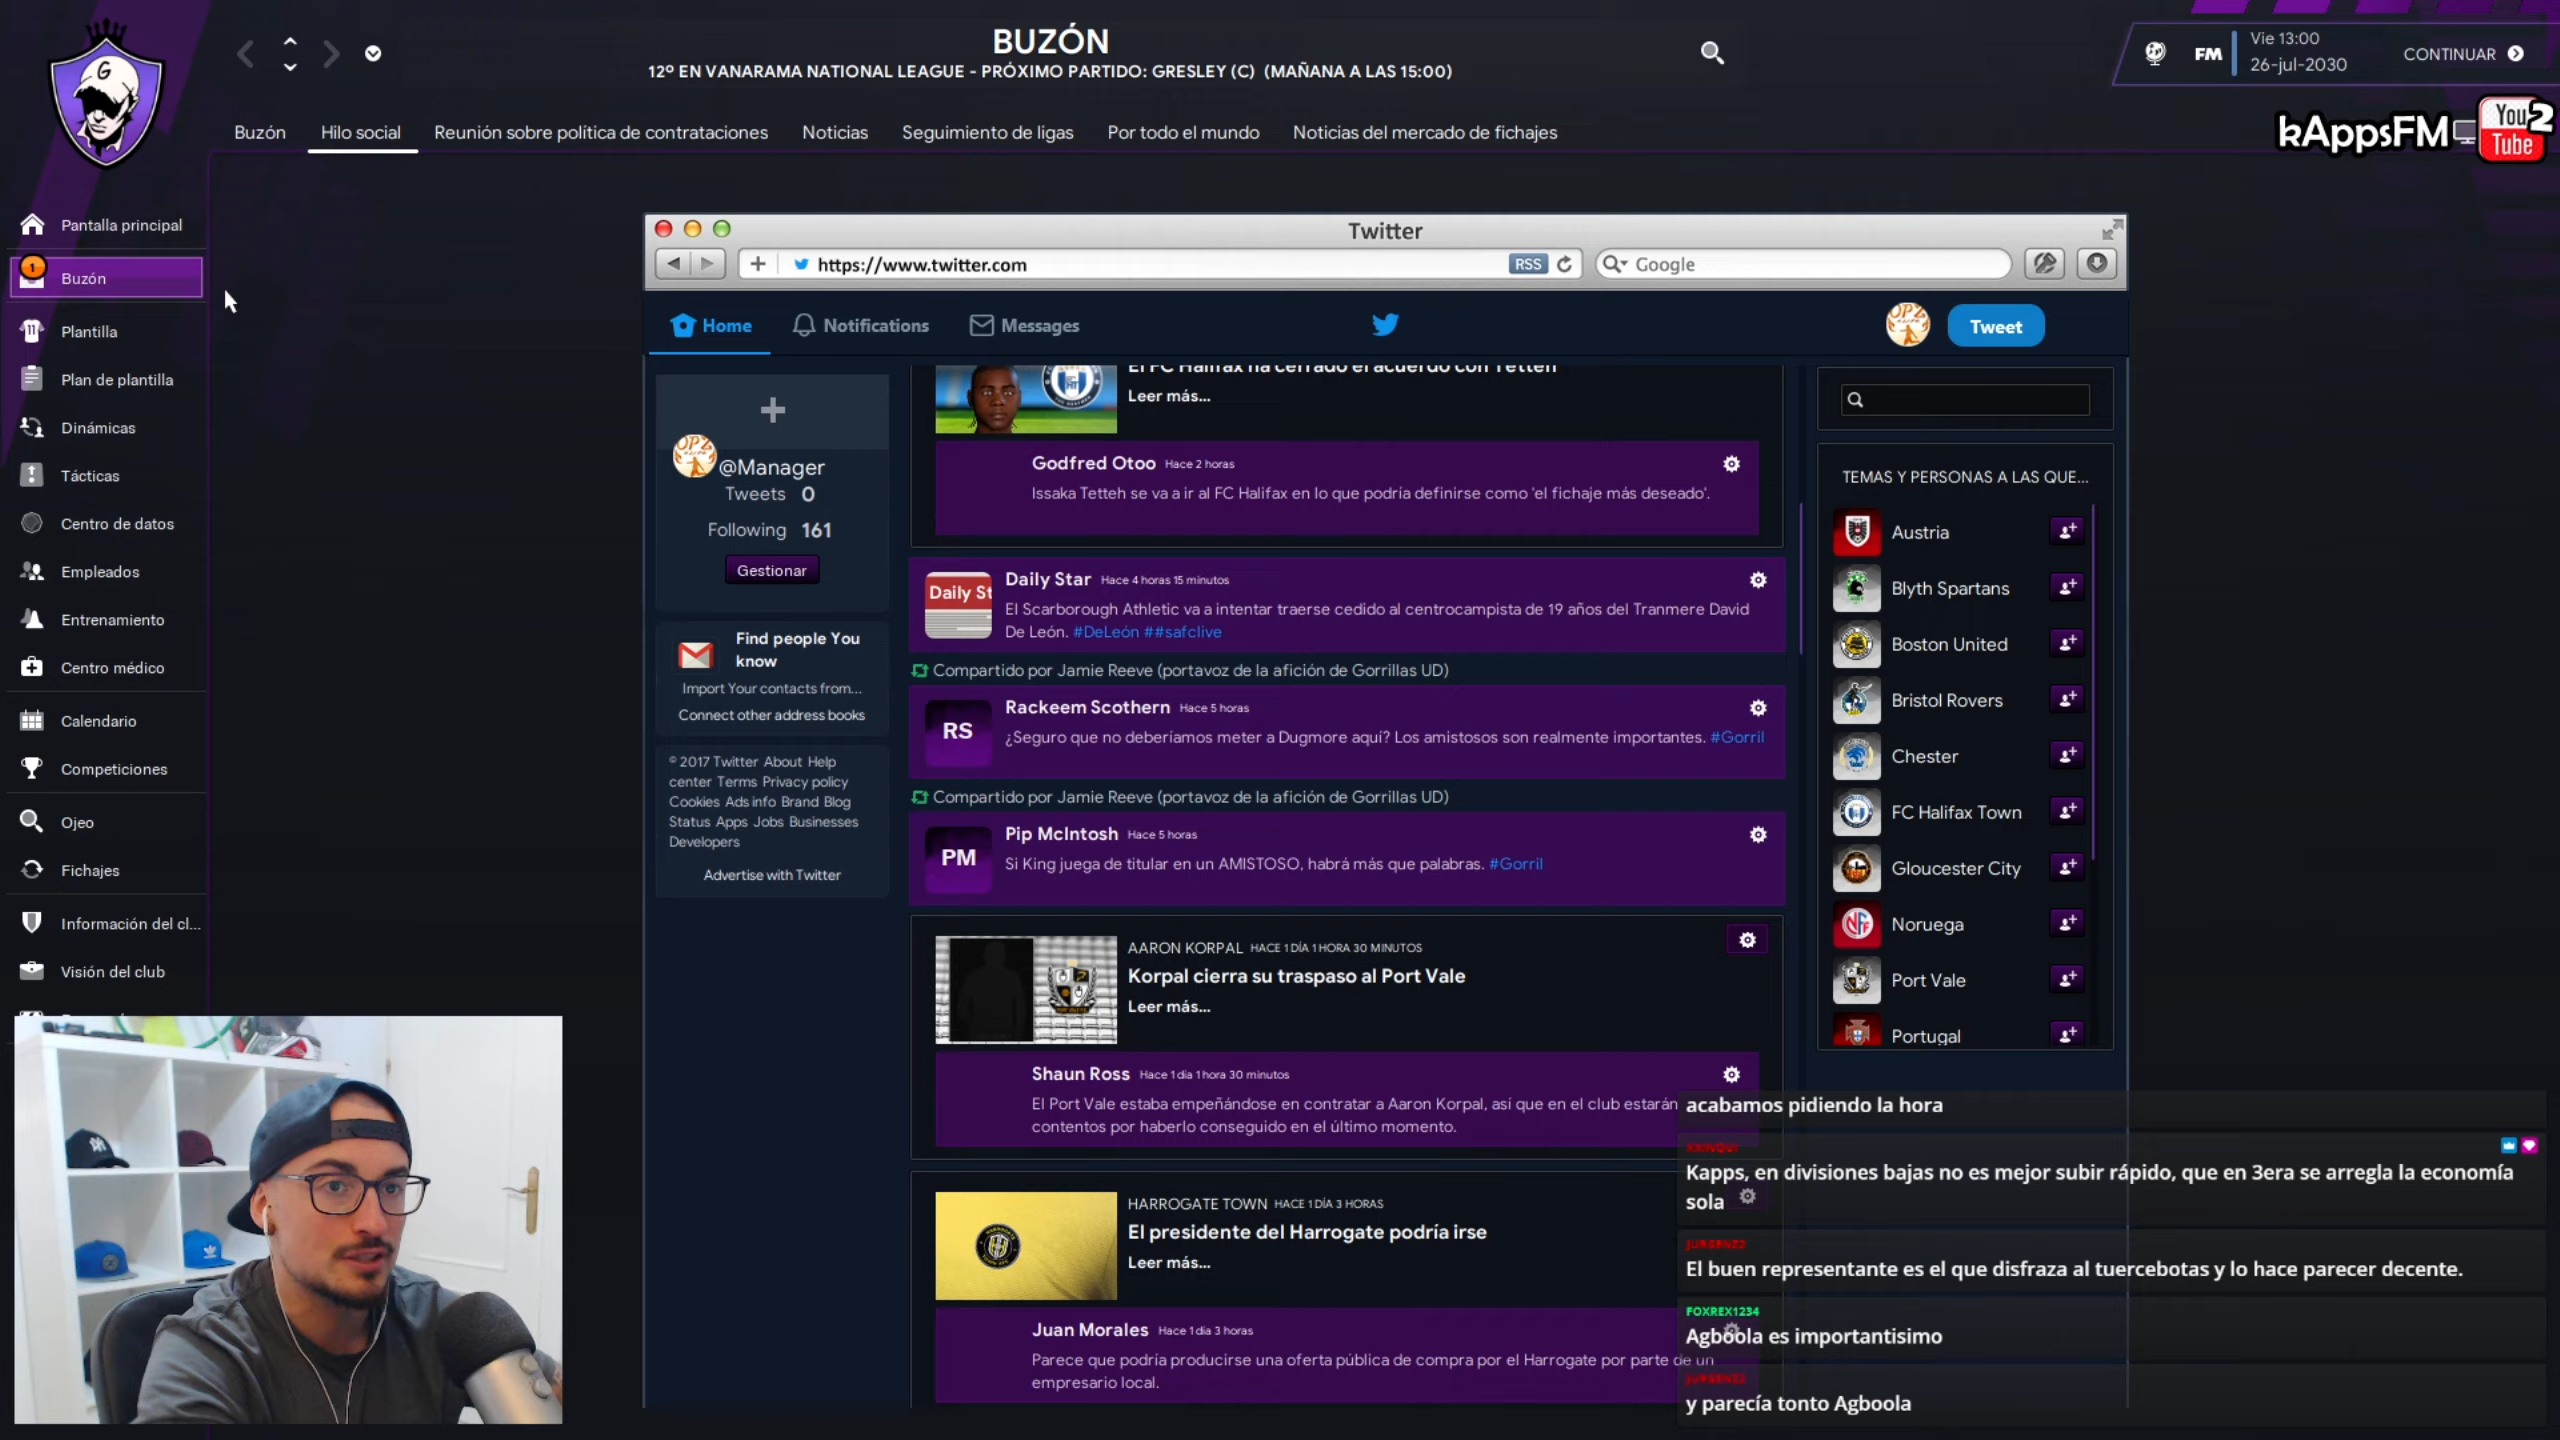 BUZÓN
12º EN VANARAMA NATIONAL LEAGUE - PRÓXIMO PARTIDO: GRESLEY (C) (MAÑANA A LAS 15:00)
FM
Vie 13:00
26-jul-2030
CONTINUAR
kAppsFM
You2
Tube
G
Buzón
Hilo social
Reunión sobre política de contrataciones
Noticias
Seguimiento de ligas
Por todo el mundo
Noticias del mercado de fichajes
Pantalla principal
1
Buzón
11
Plantilla
Plan de plantilla
Dinámicas
Tácticas
Centro de datos
Empleados
Entrenamiento
Centro médico
Calendario
Competiciones
Ojeo
Fichajes
Información del cl...
Visión del club
Twitter
https://www.twitter.com
RSS
Google
Home
Notifications
Messages
OPZ
Tweet
OPZ
@Manager
Tweets 0
Following 161
Gestionar
Find people You
know
Import Your contacts from...
Connect other address books
© 2017 Twitter About Help
center Terms Privacy policy
Cookies Ads info Brand Blog
Status Apps Jobs Businesses
Developers
Advertise with Twitter
El FC Halifax ha cerrado el acuerdo con Tetteh
Leer más...
Godfred Otoo Hace 2 horas
Issaka Tetteh se va a ir al FC Halifax en lo que podría definirse como 'el fichaje más deseado'.
Daily St
Daily Star Hace 4 horas 15 minutos
El Scarborough Athletic va a intentar traerse cedido al centrocampista de 19 años del Tranmere David
De León. #DeLeón ##safclive
Compartido por Jamie Reeve (portavoz de la afición de Gorrillas UD)
RS
Rackeem Scothern Hace 5 horas
¿Seguro que no deberíamos meter a Dugmore aquí? Los amistosos son realmente importantes. #Gorril
Compartido por Jamie Reeve (portavoz de la afición de Gorrillas UD)
PM
Pip McIntosh Hace 5 horas
Si King juega de titular en un AMISTOSO, habrá más que palabras. #Gorril
AARON KORPAL HACE 1 DÍA 1 HORA 30 MINUTOS
Korpal cierra su traspaso al Port Vale
Leer más...
Shaun Ross Hace 1 día 1 hora 30 minutos
El Port Vale estaba empeñándose en contratar a Aaron Korpal, así que en el club estarán
contentos por haberlo conseguido en el último momento.
HARROGATE TOWN HACE 1 DÍA 3 HORAS
El presidente del Harrogate podría irse
Leer más...
Juan Morales Hace 1 día 3 horas
Parece que podría producirse una oferta pública de compra por el Harrogate por parte de un
empresario local.
TEMAS Y PERSONAS A LAS QUE...
Austria
Blyth Spartans
Boston United
Bristol Rovers
Chester
FC Halifax Town
Gloucester City
Noruega
Port Vale
Portugal
acabamos pidiendo la hora
Kapps, en divisiones bajas no es mejor subir rápido, que en 3era se arregla la economía
sola
JURGEN22
El buen representante es el que disfraza al tuercebotas y lo hace parecer decente.
FOXREX1234
Agboola es importantisimo
JURGEN22
y parecía tonto Agboola